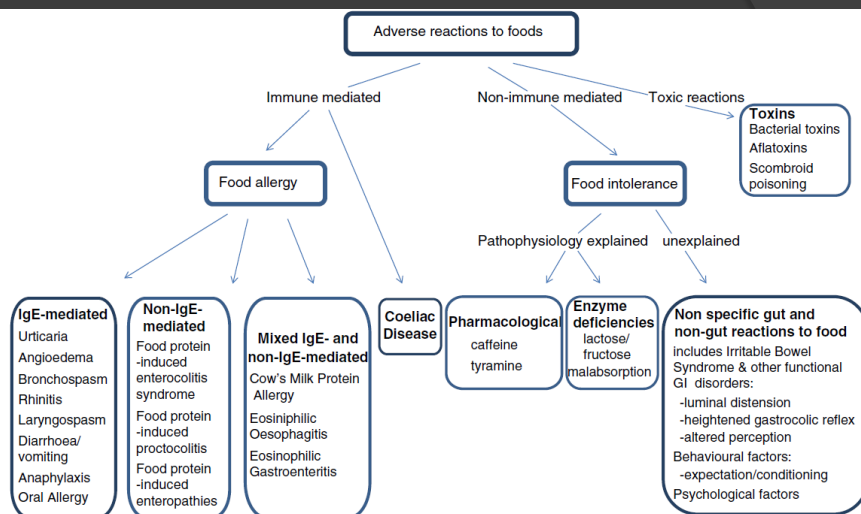 Adverse reactions to foods
Immune mediated
Non-immune mediated
Toxic reactions
Toxins
Bacterial toxins
Aflatoxins
Scombroid
poisoning
Food allergy
Food intolerance
Pathophysiology explained
unexplained
IgE-mediated
Urticaria
Angioedema
Bronchospasm
Rhinitis
Laryngospasm
Diarrhoea/
vomiting
Anaphylaxis
Oral Allergy
Non-IgE-
mediated
Food protein
-induced
enterocolitis
syndrome
Food protein
-induced
proctocolitis
Food protein
-induced
enteropathies
Mixed IgE- and
non-IgE-mediated
Cow's Milk Protein
Allergy
Eosiniphilic
Oesophagitis
Eosinophilic
Gastroenteritis
Coeliac
Disease
Pharmacological
caffeine
tyramine
Enzyme
deficiencies
lactose/
fructose
malabsorption
Non specific gut and
non-gut reactions to food
includes Irritable Bowel
Syndrome & other functional
GI disorders:
-luminal distension
-heightened gastrocolic reflex
-altered perception
Behavioural factors:
-expectation/conditioning
Psychological factors